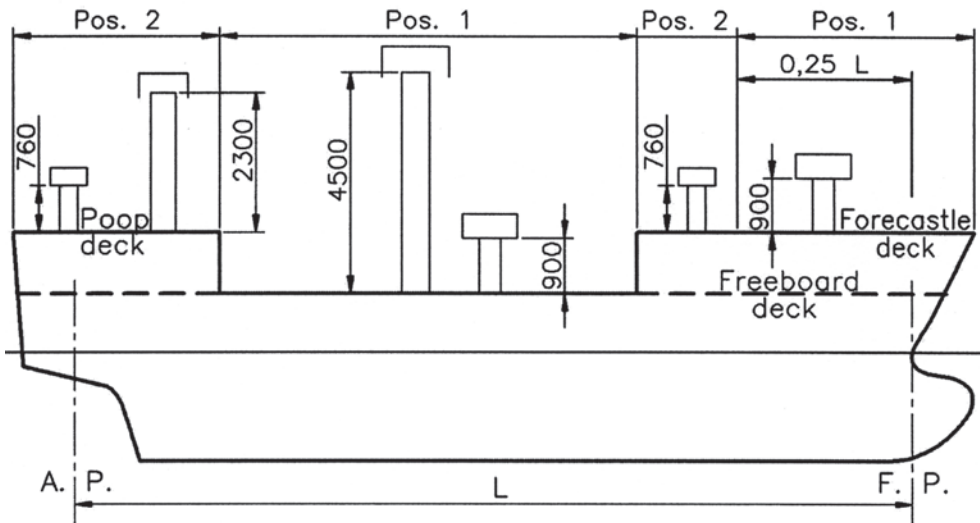 Pos. 2
Pos. 1
Pos. 2
Pos. 1
0,25 L
760
2300
4500
900
760
900
Poop
deck
Forecastle
deck
Freeboard
deck
A. P.
L
F. P.